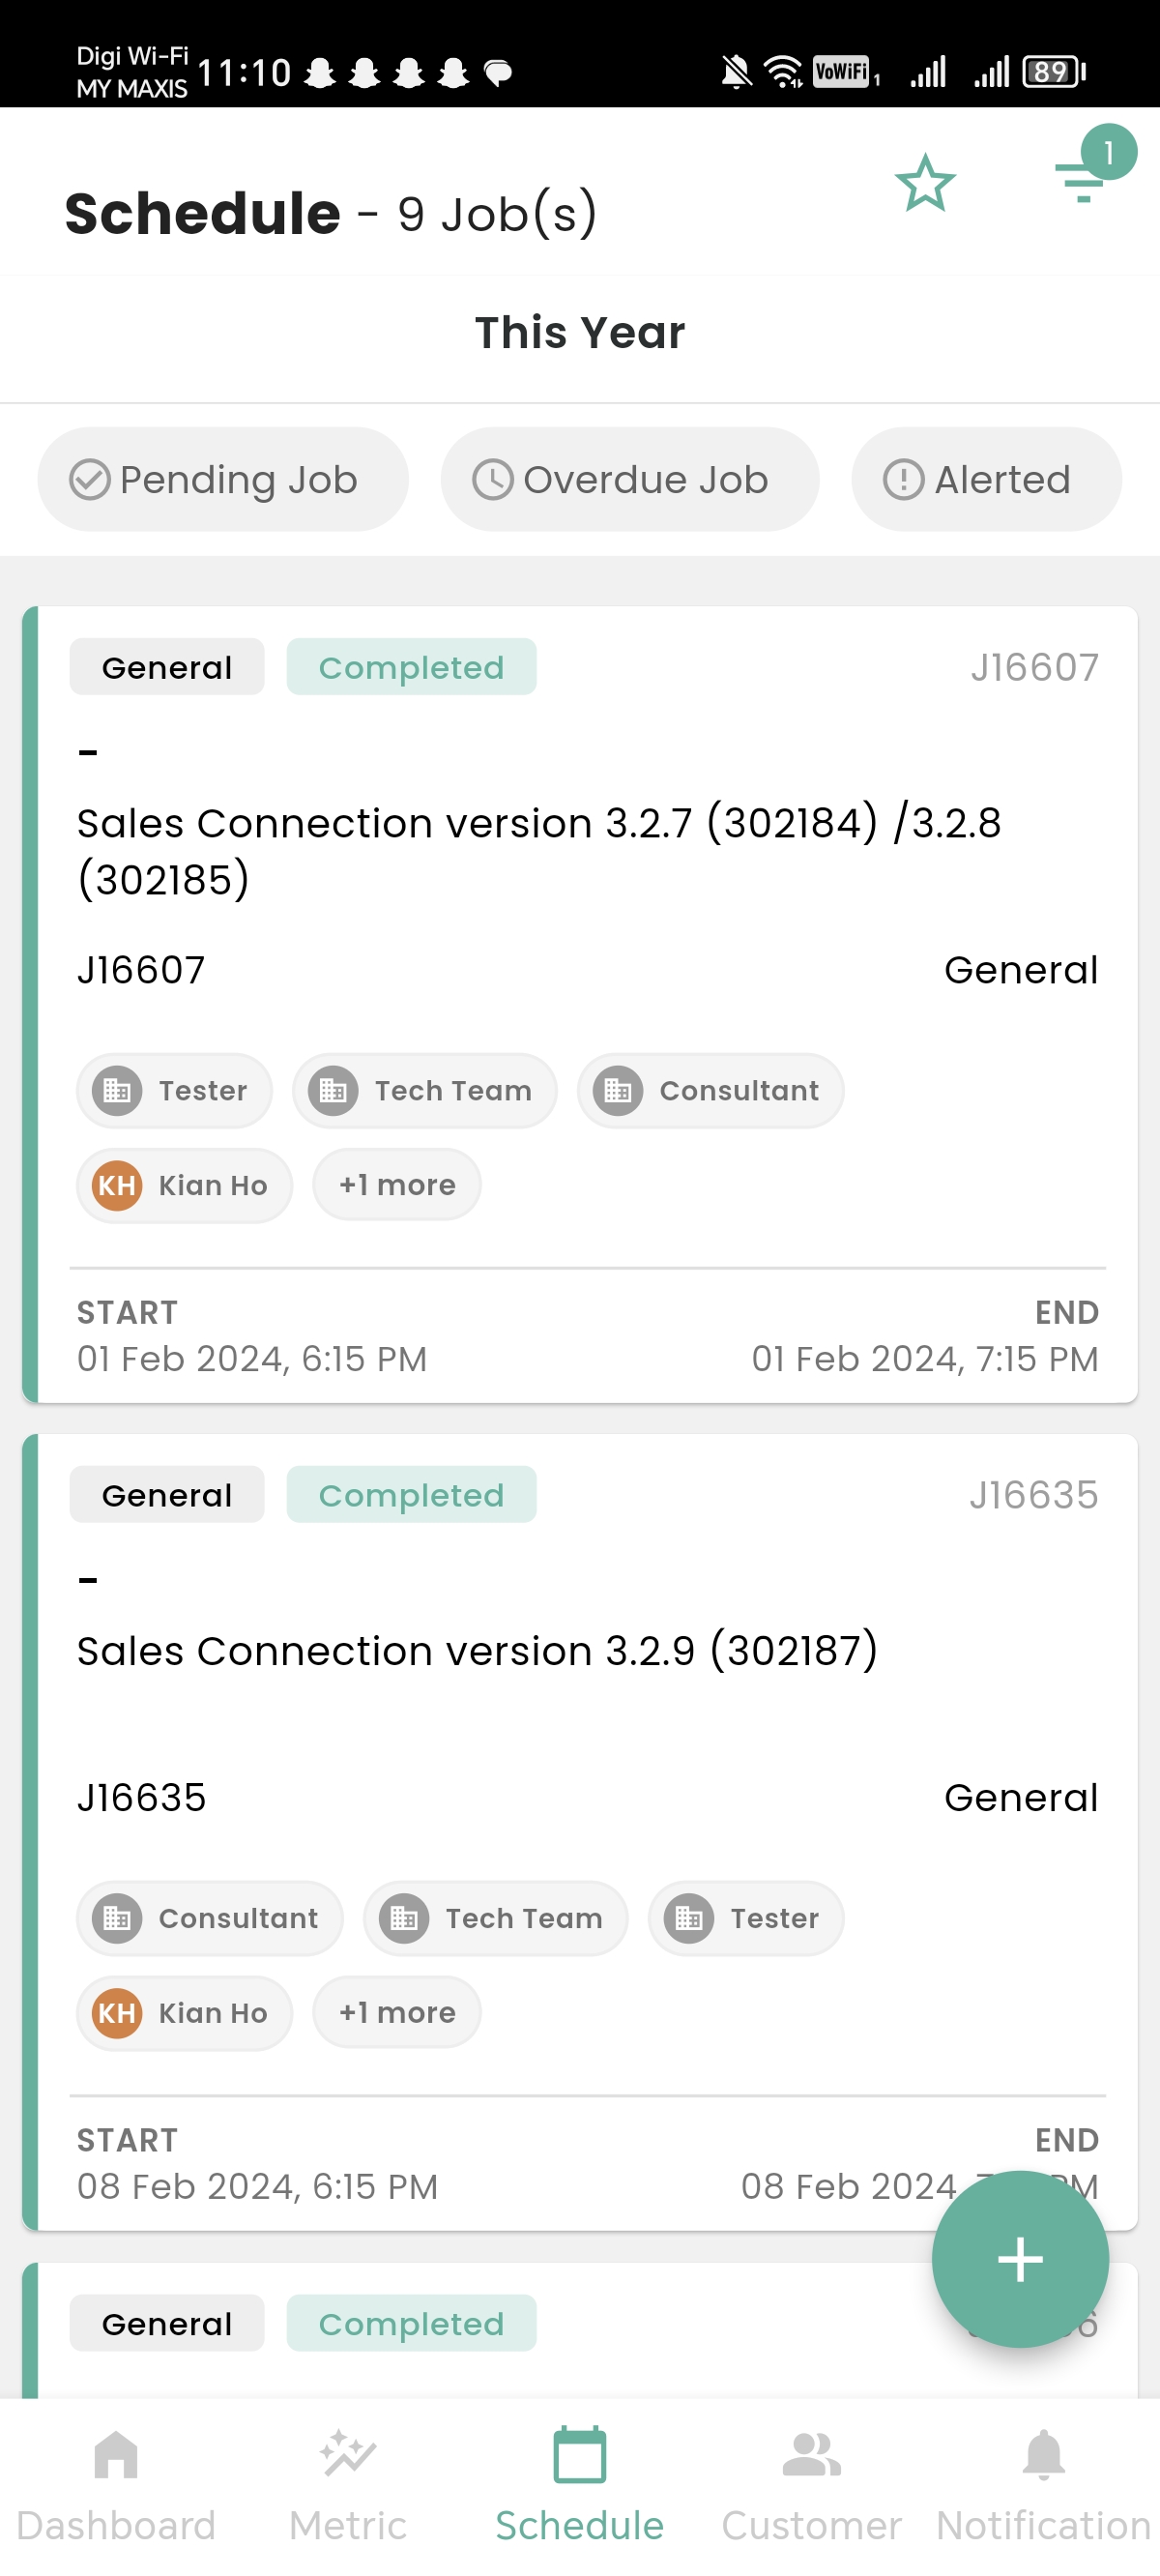 Digi Wi-Fi
MY MAXIS
11:10
VoWiFi 1
89
1
Schedule - 9 Job(s)
This Year
Pending Job
Overdue Job
Alerted
General
Completed
J16607
-
Sales Connection version 3.2.7 (302184) /3.2.8
(302185)
J16607
General
Tester
Tech Team
Consultant
KH Kian Ho
+1 more
START
END
01 Feb 2024, 6:15 PM
01 Feb 2024, 7:15 PM
General
Completed
J16635
-
Sales Connection version 3.2.9 (302187)
J16635
General
Consultant
Tech Team
Tester
KH Kian Ho
+1 more
START
END
08 Feb 2024, 6:15 PM
08 Feb 2024
General
Completed
Dashboard
Metric
Schedule
Customer
Notification